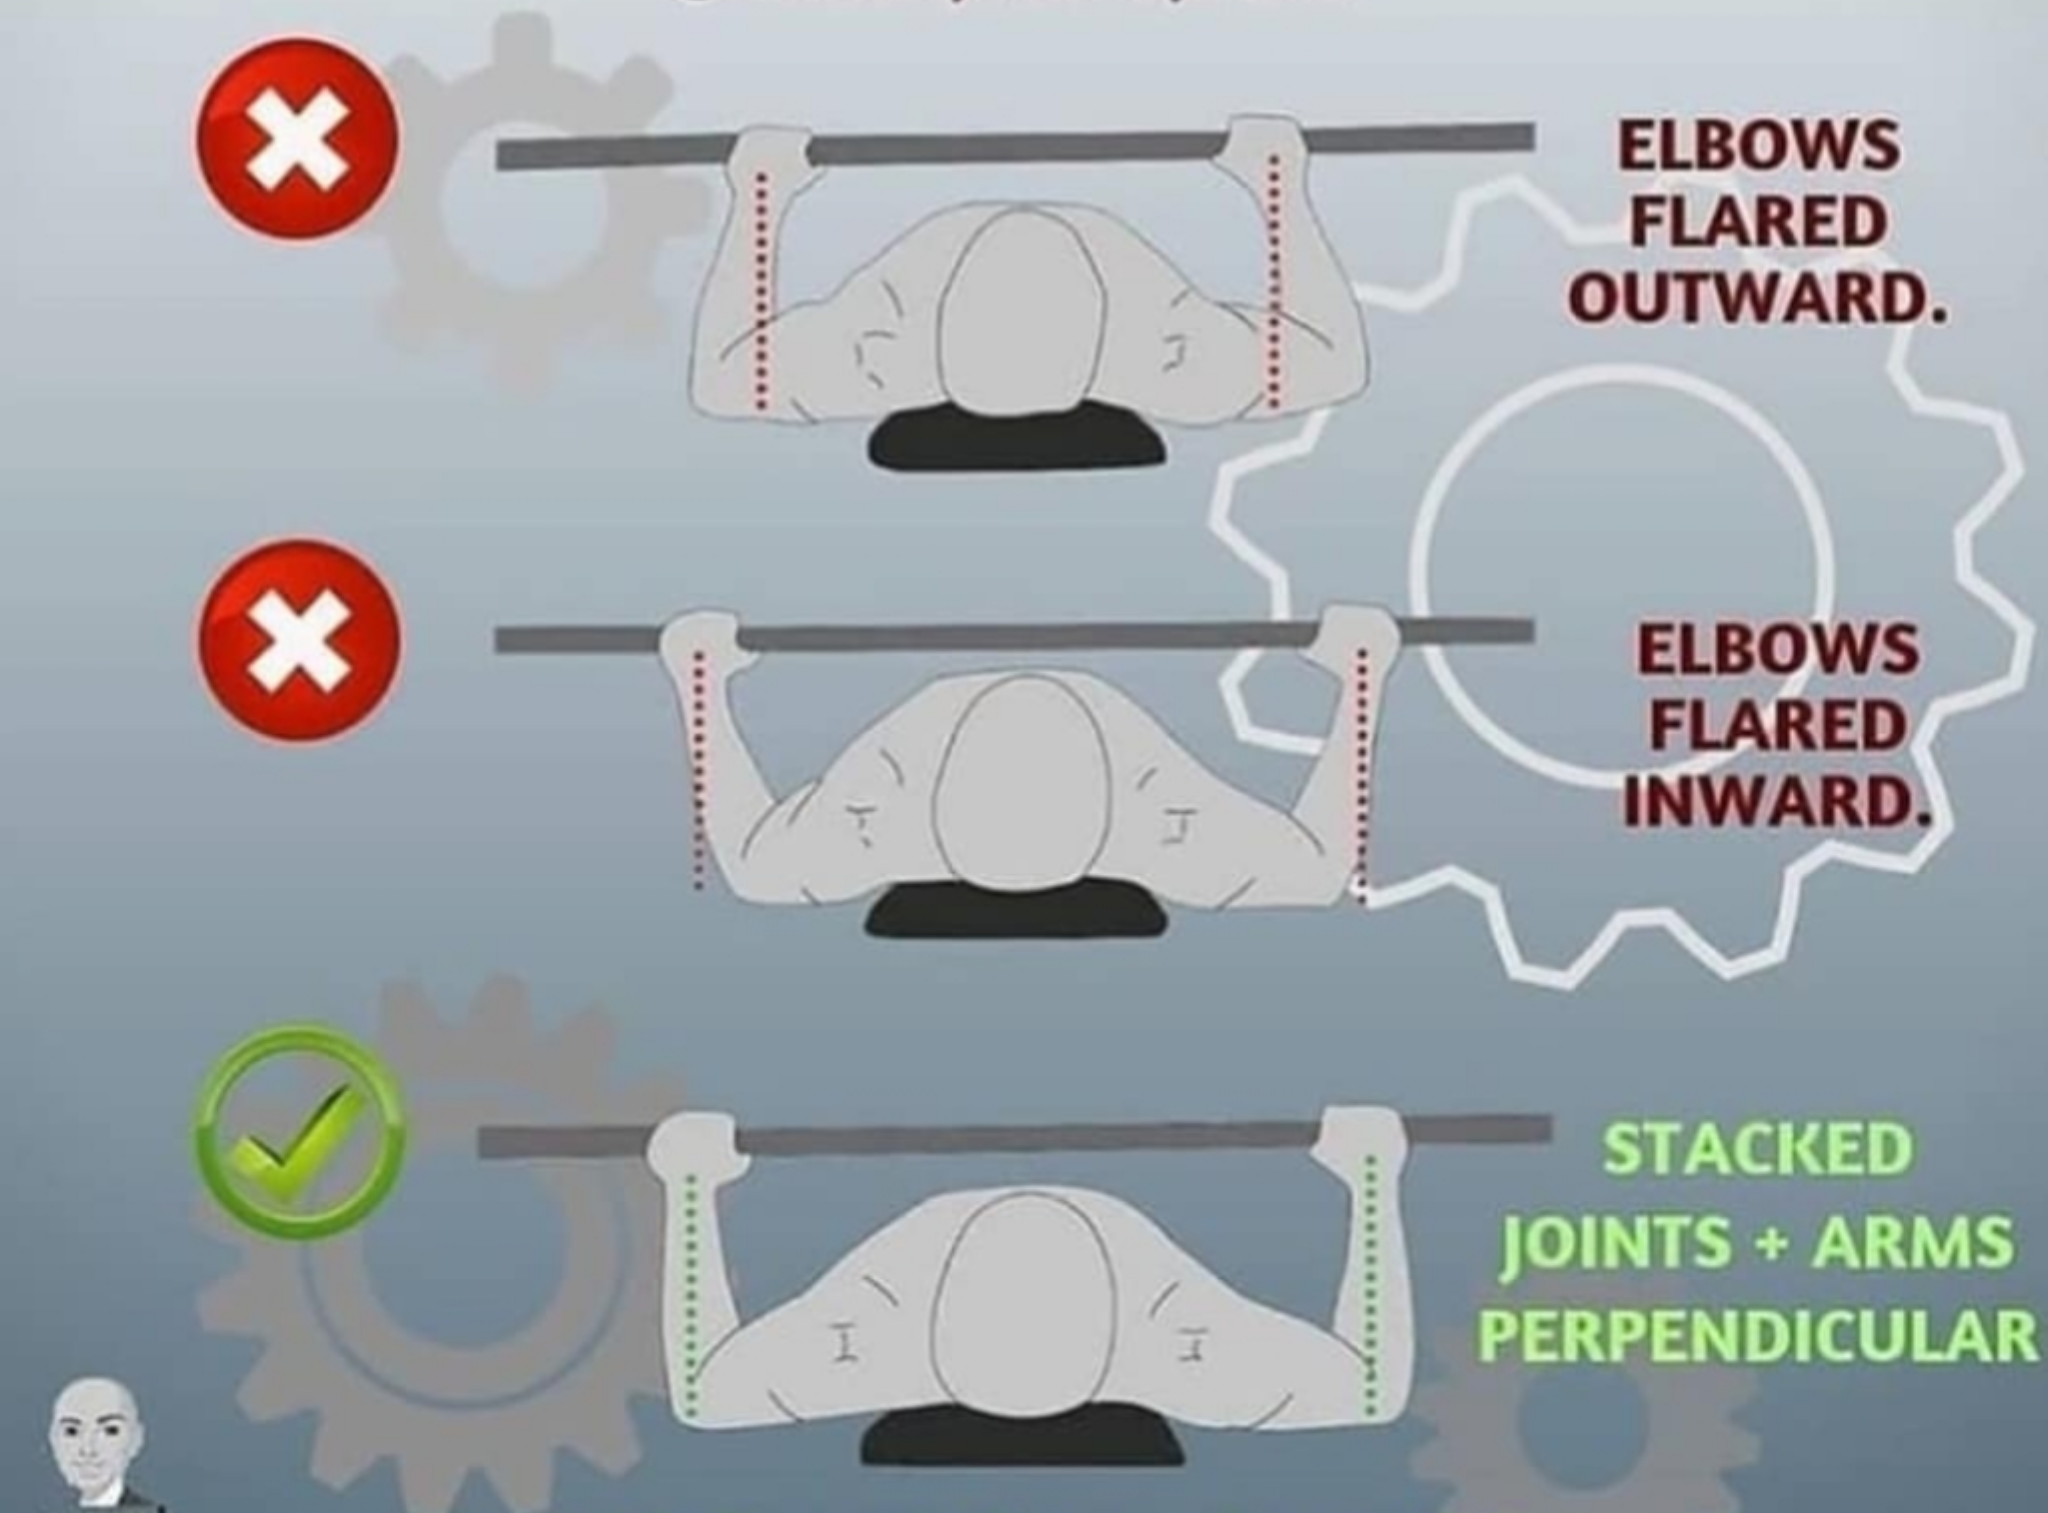 ELBOWS
FLARED
OUTWARD.
ELBOWS
FLARED
INWARD.
STACKED
JOINTS + ARMS
PERPENDICULAR